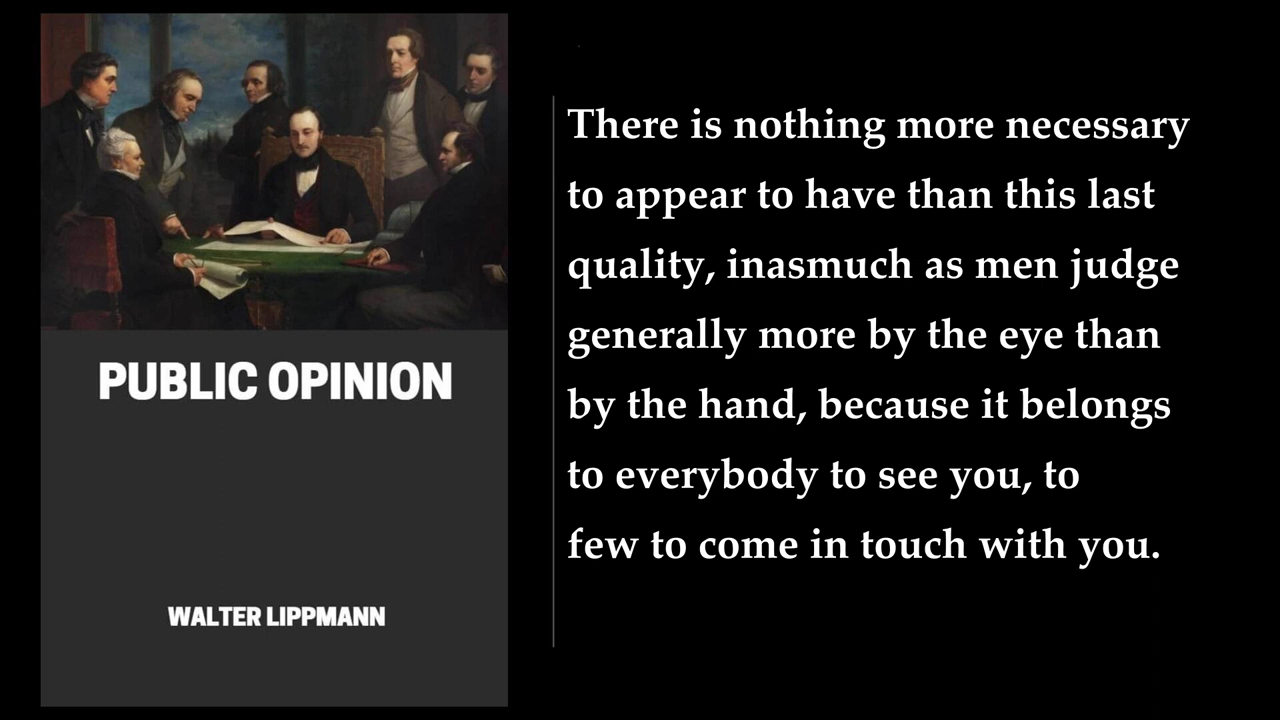 PUBLIC OPINION
WALTER LIPPMANN
There is nothing more necessary
to appear to have than this last
quality, inasmuch as men judge
generally more by the eye than
by the hand, because it belongs
to everybody to see you, to
few to come in touch with you.